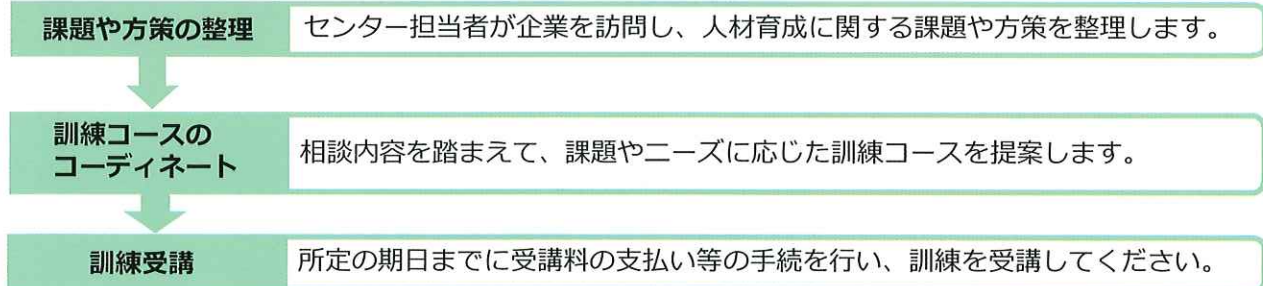 課題や方策の整理
センター担当者が企業を訪問し、人材育成に関する課題や方策を整理します。
訓練コースの
コーディネート
相談内容を踏まえて、課題やニーズに応じた訓練コースを提案します。
訓練受講
所定の期日までに受講料の支払い等の手続を行い、訓練を受講してください。